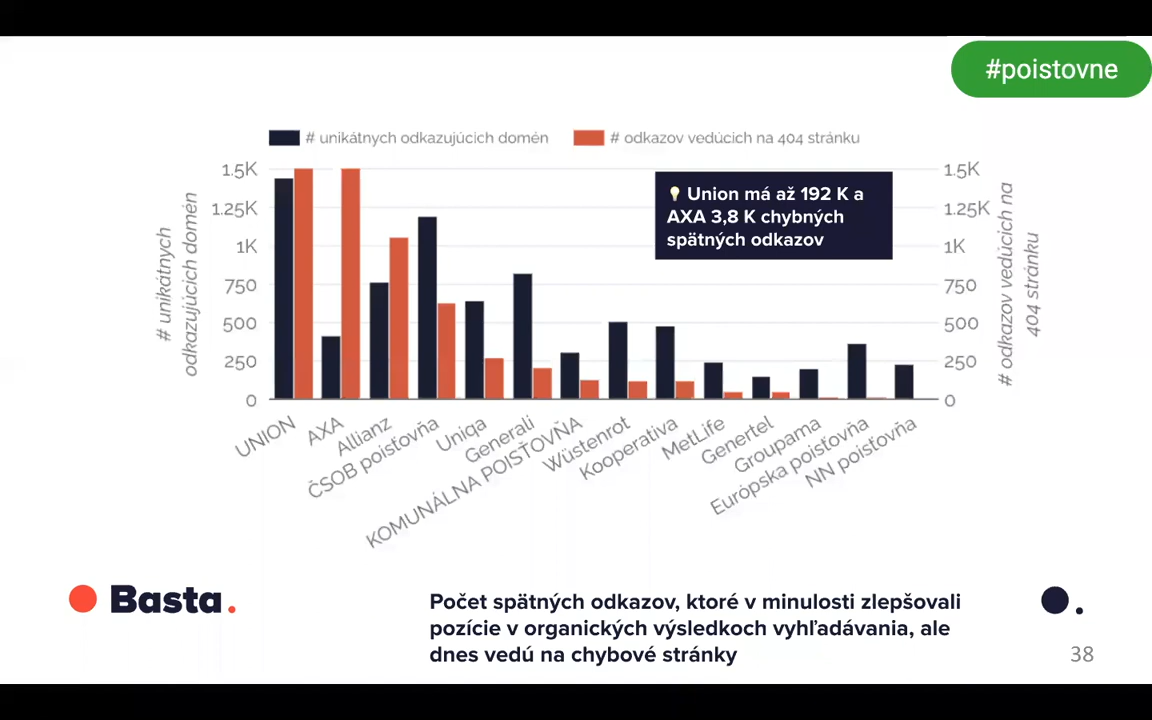 #poistovne
# unikátnych odkazujúcich domén
# odkazov vedúcich na 404 stránku
1.5K
1.25K
1K
750
500
250
0
# unikátnych
odkazujúcich domén
1.5K
1.25K
1K
750
500
250
0
# odkazov vedúcich na
404 stránku
Union má až 192 K a
AXA 3,8 K chybných
spätných odkazov
UNION
AXA
Allianz
ČSOB poisťovňa
Uniqa
Generali
KOMUNÁLNA POISŤOVŇA
Wüstenrot
Kooperativa
MetLife
Genertel
Groupama
Európska poisťovňa
NN poisťovňa
Basta.
Počet spätných odkazov, ktoré v minulosti zlepšovali
pozície v organických výsledkoch vyhľadávania, ale
dnes vedú na chybové stránky
38